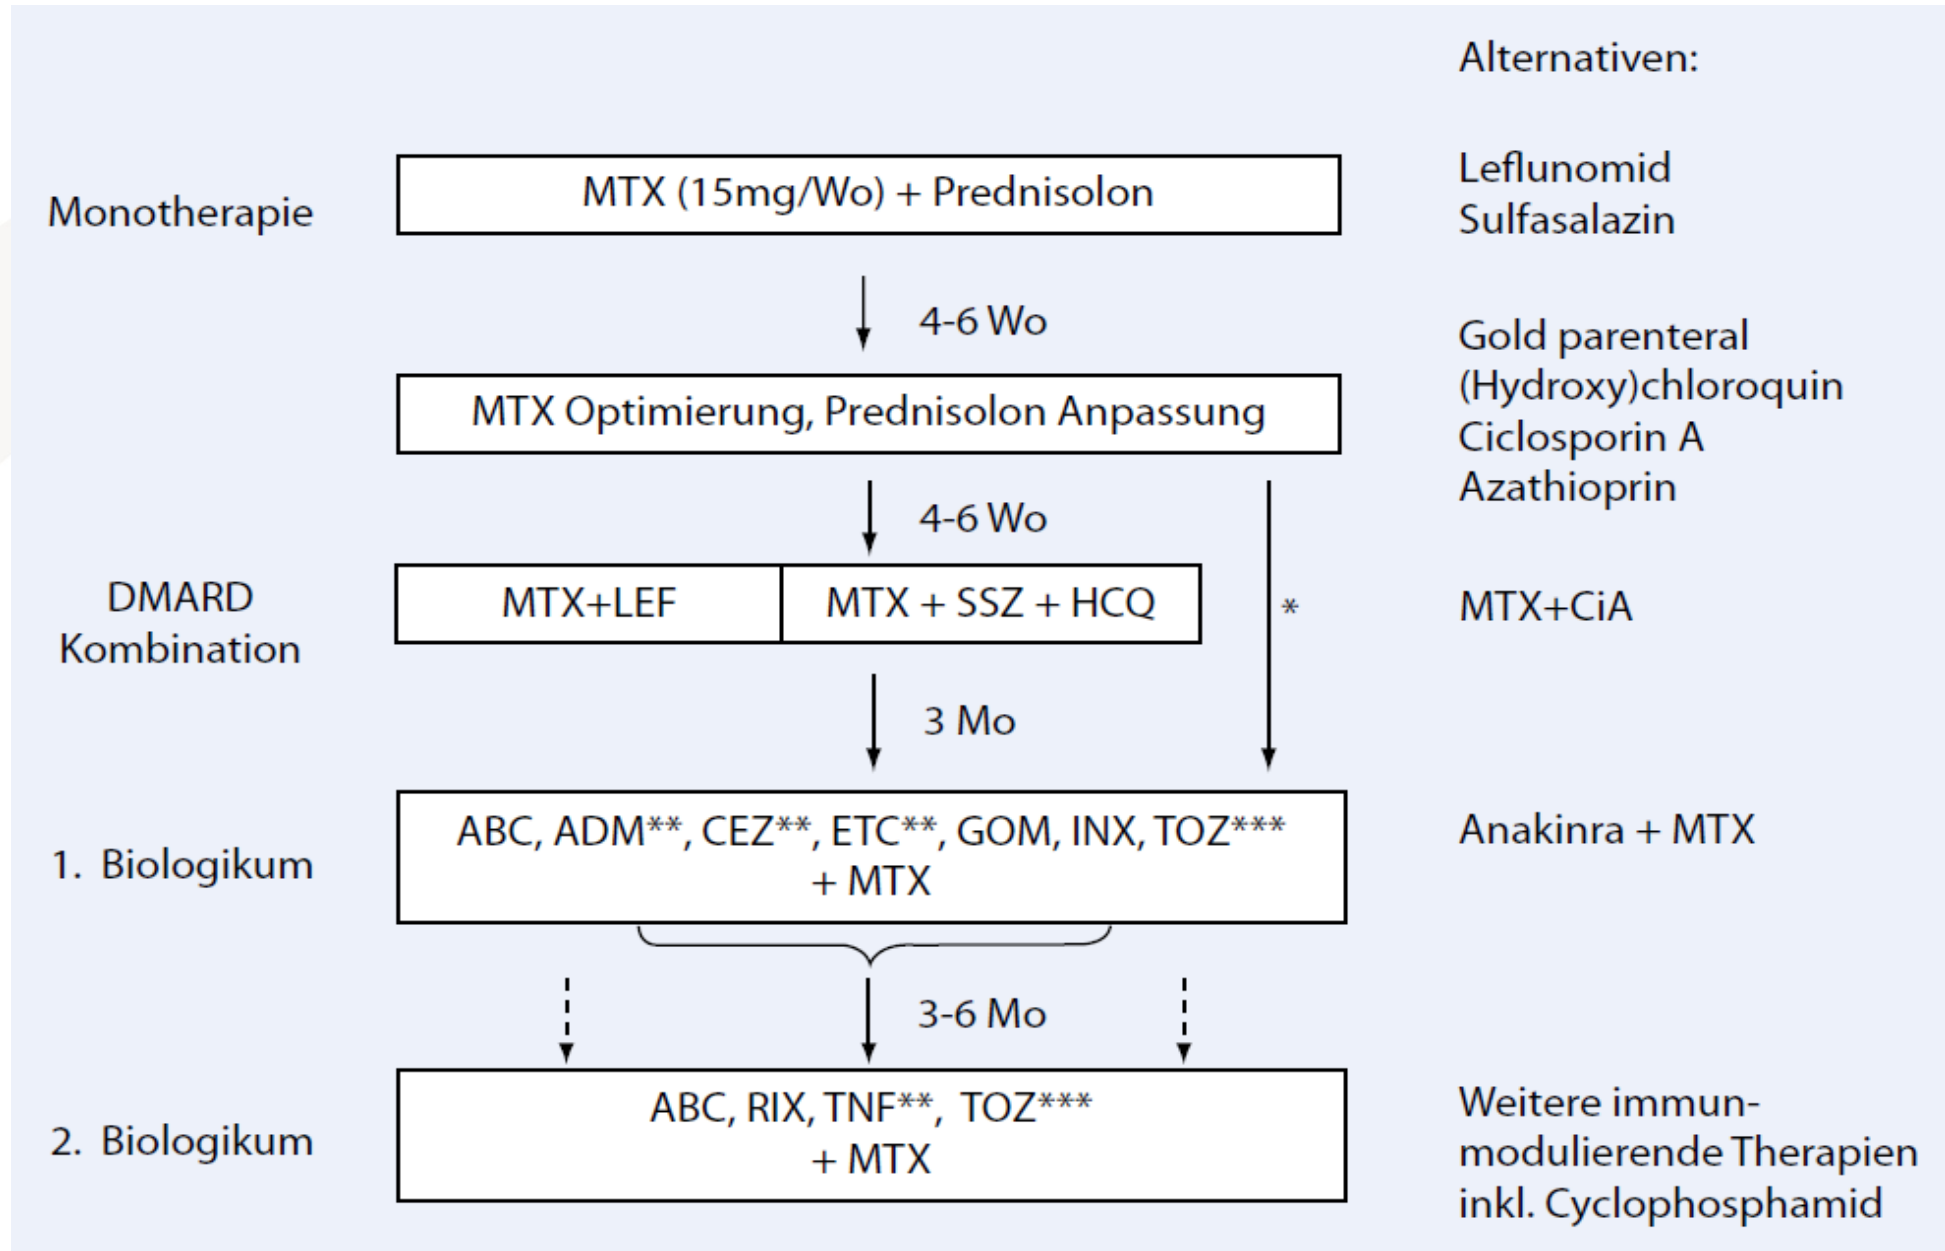 Alternativen:
Monotherapie
MTX (15mg/Wo) + Prednisolon
Leflunomid
Sulfasalazin
4-6 Wo
MTX Optimierung, Prednisolon Anpassung
Gold parenteral
(Hydroxy)chloroquin
Ciclosporin A
Azathioprin
4-6 Wo
DMARD
Kombination
MTX+LEF
MTX + SSZ + HCQ
*
MTX+CiA
3 Mo
1. Biologikum
ABC, ADM**, CEZ**, ETC**, GOM, INX, TOZ***
+ MTX
Anakinra + MTX
3-6 Mo
2. Biologikum
ABC, RIX, TNF**, TOZ***
+ MTX
Weitere immun-
modulierende Therapien
inkl. Cyclophosphamid